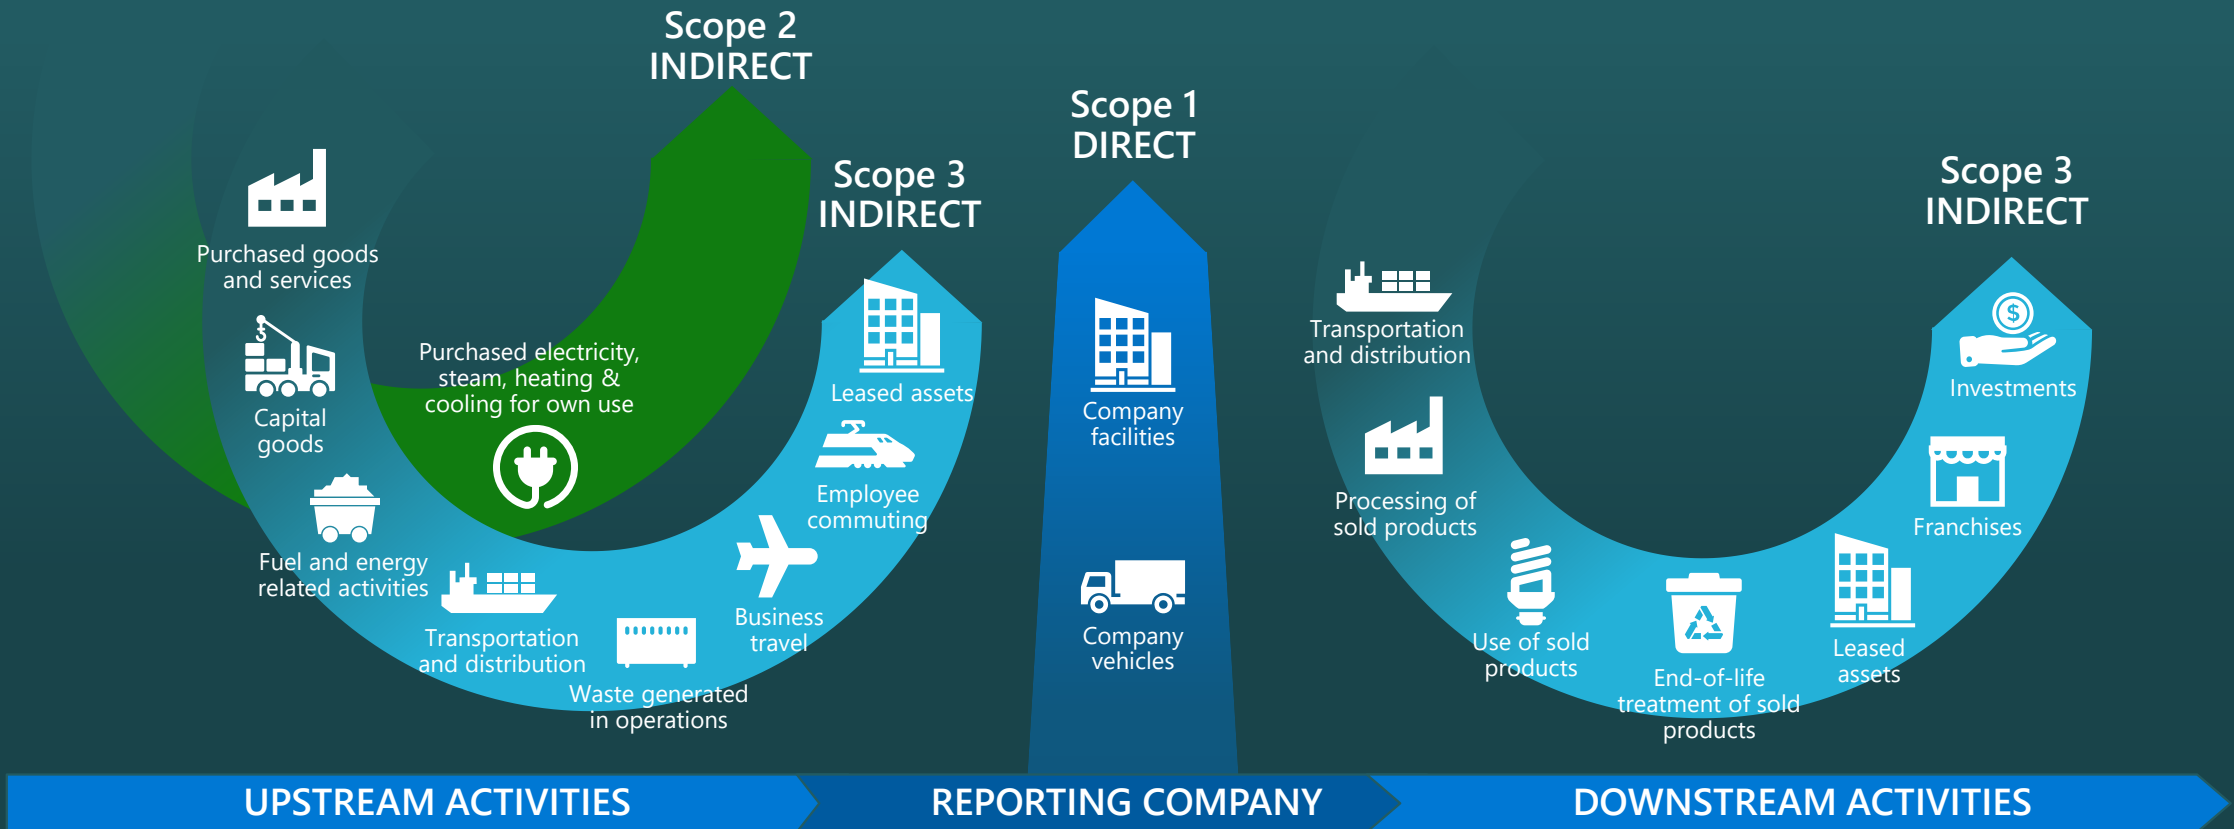 Scope 2
INDIRECT
Purchased goods
and services
Capital
goods
Fuel and energy
related activities
Purchased electricity,
steam, heating &
cooling for own use
Transportation
and distribution
Waste generated
in operations
Business
travel
Employee
commuting
Leased assets
Scope 3
INDIRECT
Scope 1
DIRECT
Company
facilities
Company
vehicles
Scope 3
INDIRECT
Transportation
and distribution
Processing of
sold products
Use of sold
products
End-of-life
treatment of sold
products
Leased
assets
Franchises
$
Investments
UPSTREAM ACTIVITIES
REPORTING COMPANY
DOWNSTREAM ACTIVITIES